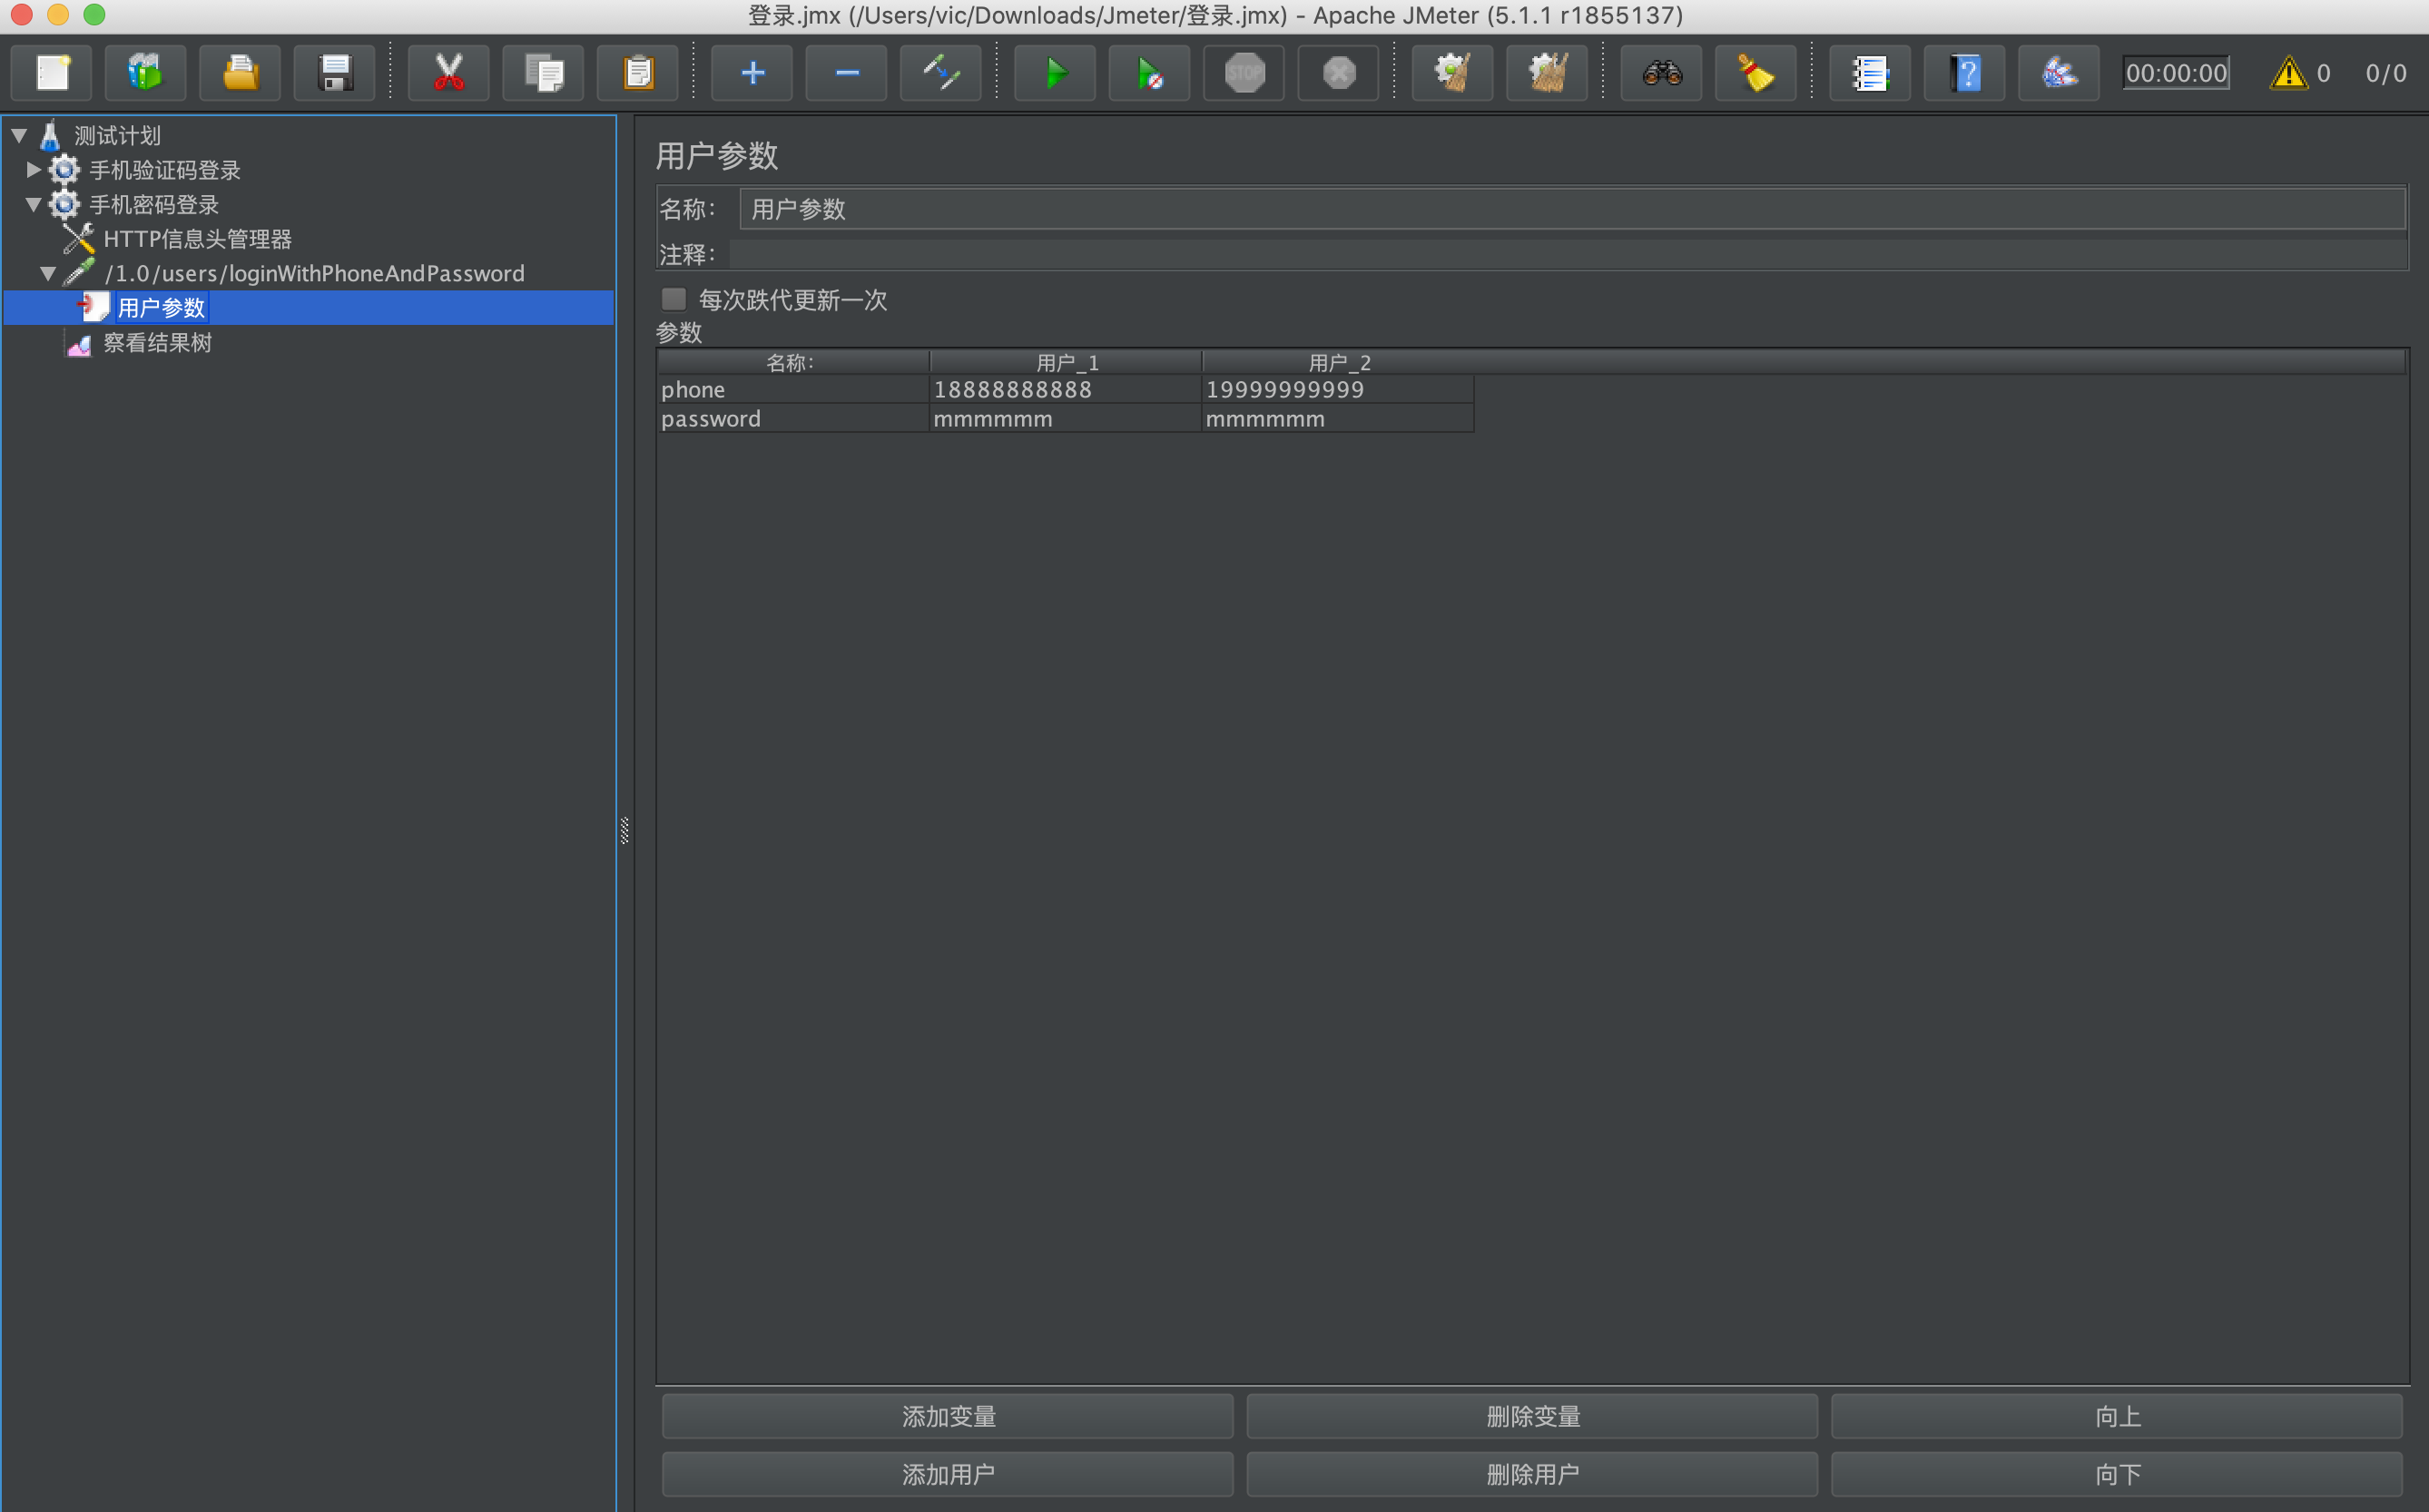 登录.jmx (/Users/vic/Downloads/Jmeter/登录.jmx) - Apache JMeter (5.1.1 r1855137)
STOP
00:00:00 0 0/0
测试计划
手机验证码登录
手机密码登录
HTTP信息头管理器
/1.0/users/loginWithPhoneAndPassword
用户参数
察看结果树
用户参数
名称: 用户参数
注释:
每次跌代更新一次
参数
名称: 用户_1 用户_2
phone 18888888888 19999999999
password mmmmmm mmmmmm
添加变量 删除变量 向上
添加用户 删除用户 向下